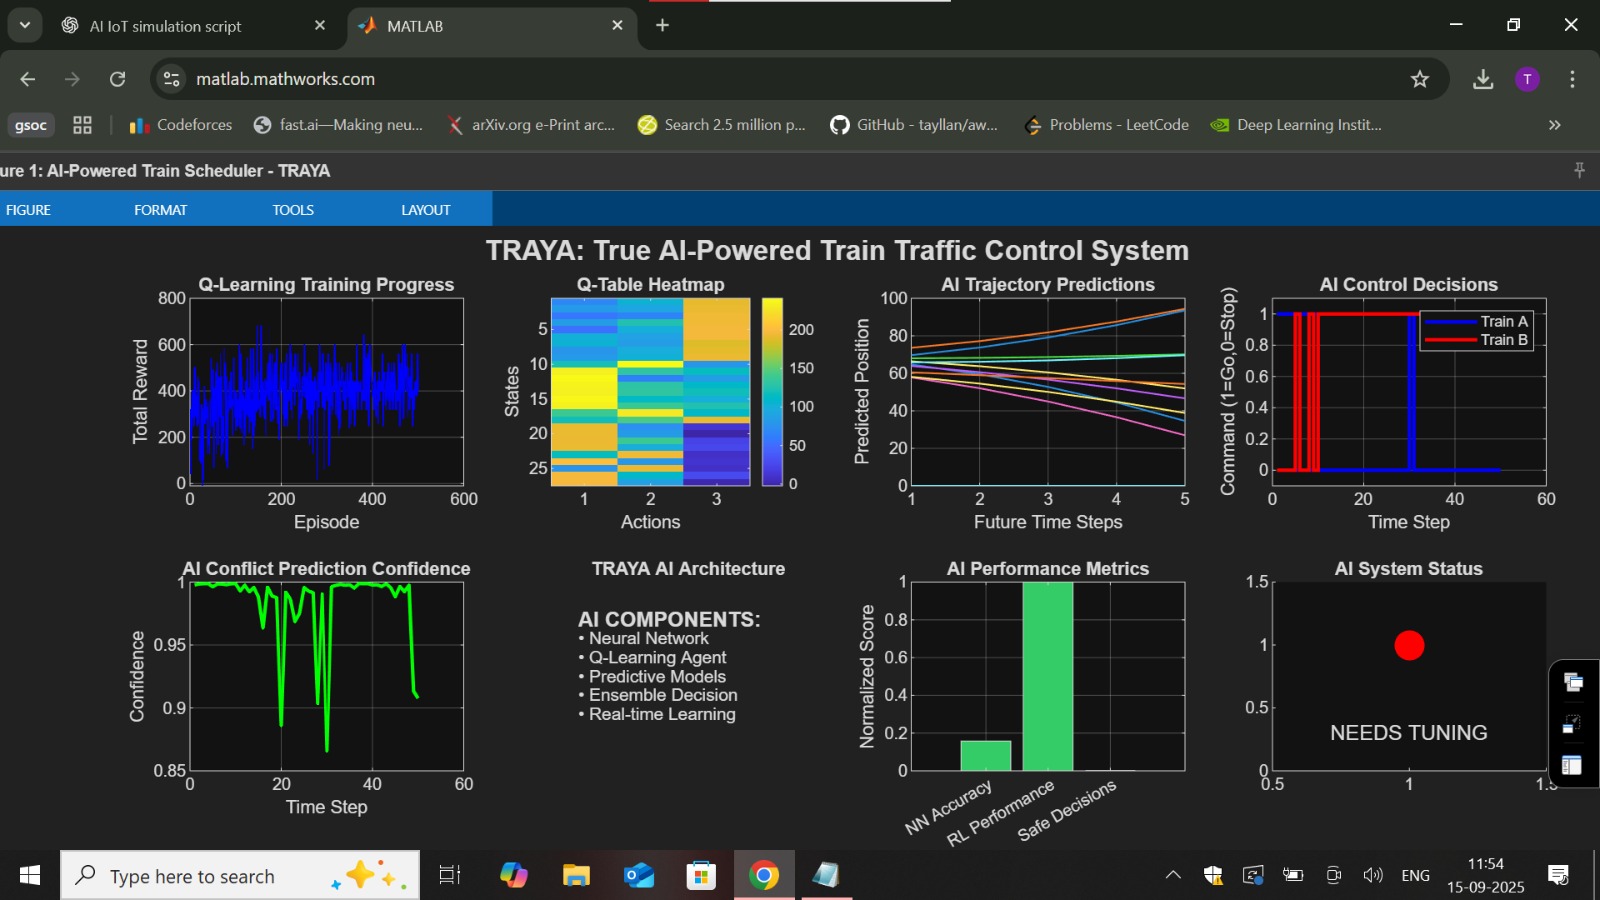 AI IoT simulation script
MATLAB
matlab.mathworks.com
T
gsoc
Codeforces
fast.ai—Making neu...
arXiv.org e-Print arc...
Search 2.5 million p...
GitHub - tayllan/aw...
Problems - LeetCode
Deep Learning Instit...
»
ure 1: AI-Powered Train Scheduler - TRAYA
FIGURE
FORMAT
TOOLS
LAYOUT
TRAYA: True AI-Powered Train Traffic Control System
Q-Learning Training Progress
800
600
400
200
0
Total Reward
0 200 400 600
Episode
Q-Table Heatmap
5
10
15
20
25
States
1 2 3
Actions
200
150
100
50
0
AI Trajectory Predictions
100
80
60
40
20
0
Predicted Position
1 2 3 4 5
Future Time Steps
AI Control Decisions
1
0.8
0.6
0.4
0.2
0
Command (1=Go,0=Stop)
Train A
Train B
0 20 40 60
Time Step
AI Conflict Prediction Confidence
1
0.95
0.9
0.85
Confidence
0 20 40 60
Time Step
TRAYA AI Architecture
AI COMPONENTS:
• Neural Network
• Q-Learning Agent
• Predictive Models
• Ensemble Decision
• Real-time Learning
AI Performance Metrics
1
0.8
0.6
0.4
0.2
0
Normalized Score
NN Accuracy
RL Performance
Safe Decisions
AI System Status
1.5
1
0.5
0
NEEDS TUNING
0.5 1 1.5
Type here to search
ENG
11:54
15-09-2025